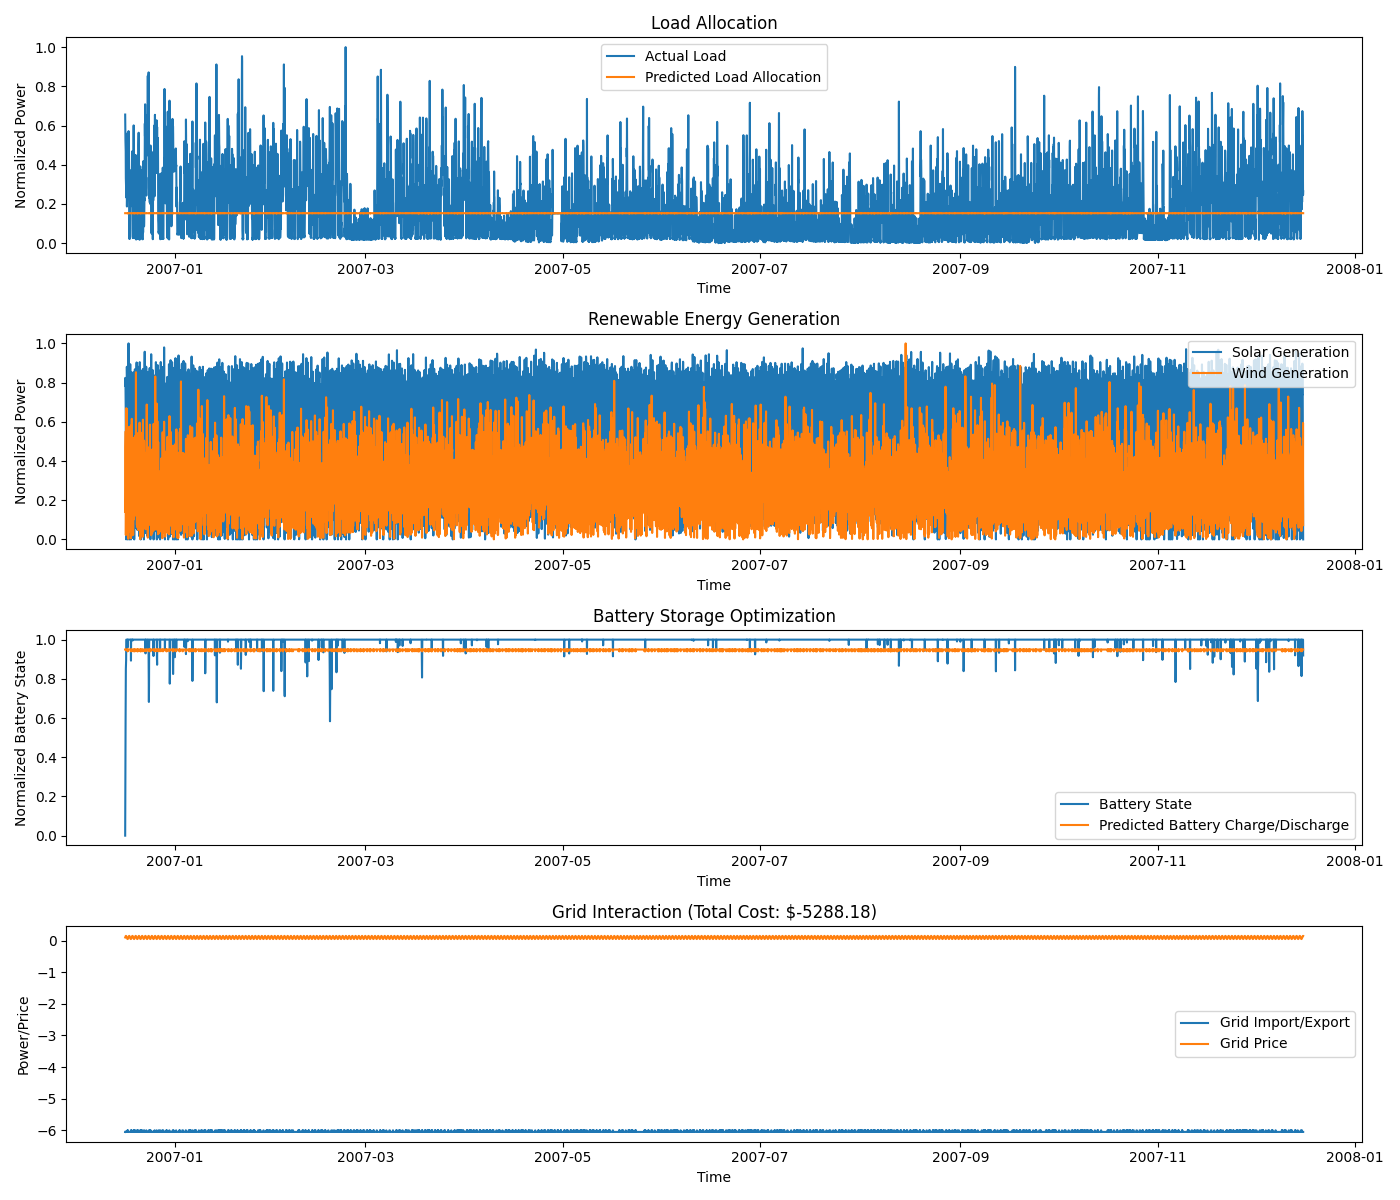 Load Allocation
Normalized Power
1.0
0.8
0.6
0.4
0.2
0.0
Actual Load
Predicted Load Allocation
2007-01 2007-03 2007-05 2007-07 2007-09 2007-11 2008-01
Time
Renewable Energy Generation
Normalized Power
1.0
0.8
0.6
0.4
0.2
0.0
Solar Generation
Wind Generation
2007-01 2007-03 2007-05 2007-07 2007-09 2007-11 2008-01
Time
Battery Storage Optimization
Normalized Battery State
1.0
0.8
0.6
0.4
0.2
0.0
Battery State
Predicted Battery Charge/Discharge
2007-01 2007-03 2007-05 2007-07 2007-09 2007-11 2008-01
Time
Grid Interaction (Total Cost: $-5288.18)
Power/Price
0
−1
−2
−3
−4
−5
−6
Grid Import/Export
Grid Price
2007-01 2007-03 2007-05 2007-07 2007-09 2007-11 2008-01
Time